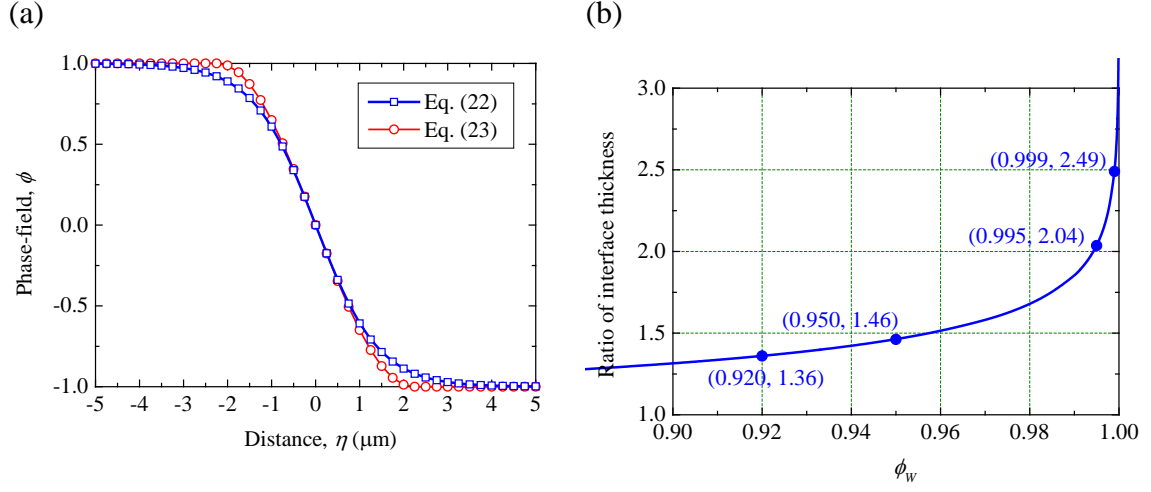 (a)
1.0
0.5
0.0
-0.5
-1.0
Phase-field, ϕ
Eq. (22)
Eq. (23)
-5 -4 -3 -2 -1 0 1 2 3 4 5
Distance, η (μm)
(b)
3.0
2.5
2.0
1.5
1.0
Ratio of interface thickness
(0.999, 2.49)
(0.995, 2.04)
(0.950, 1.46)
(0.920, 1.36)
0.90 0.92 0.94 0.96 0.98 1.00
ϕW